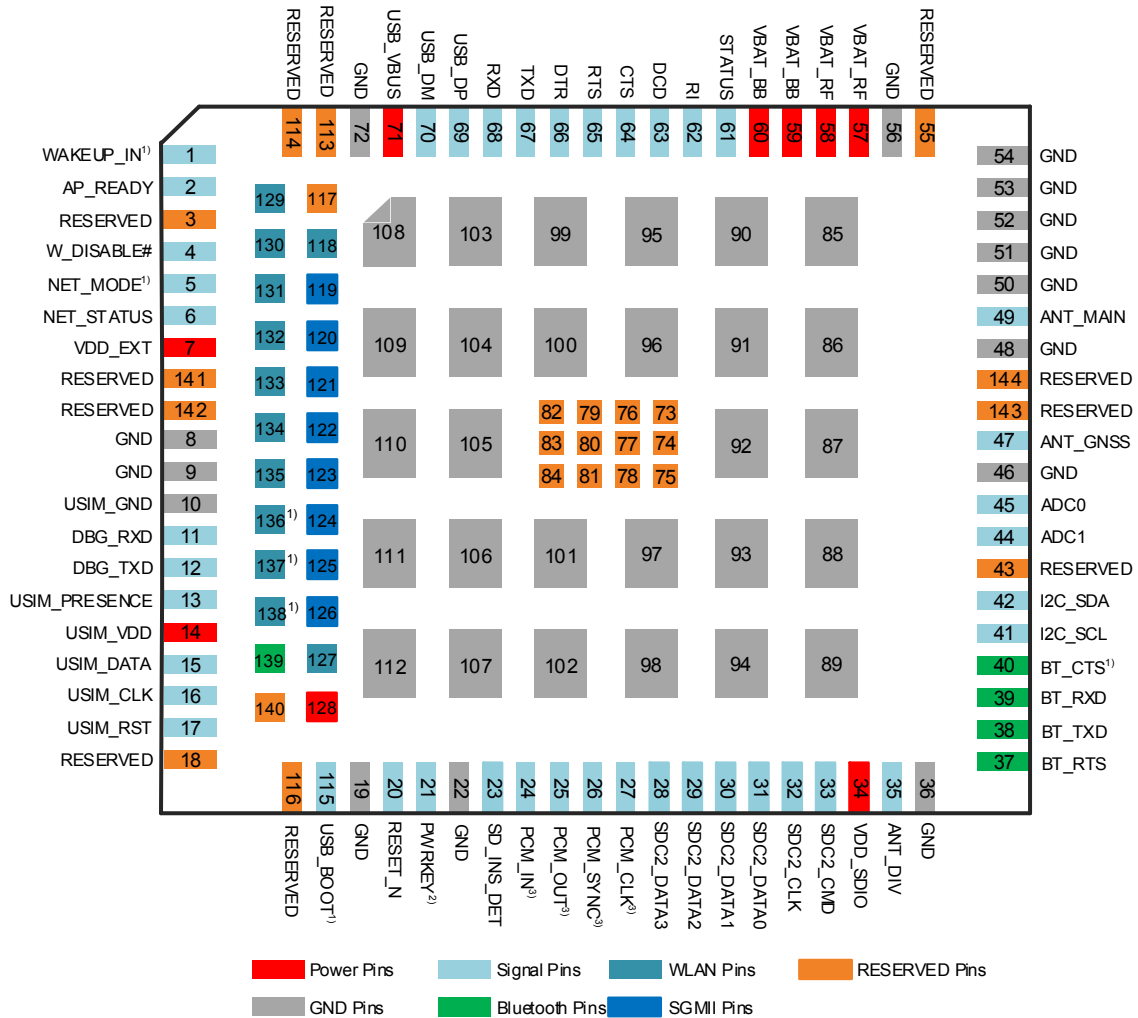 RESERVED
RESERVED
GND
USB_VBUS
USB_DM
USB_DP
RXD
TXD
DTR
RTS
CTS
DCD
RI
STATUS
VBAT_BB
VBAT_BB
VBAT_RF
VBAT_RF
GND
RESERVED
114
113
72
71
70
69
68
67
66
65
64
63
62
61
60
59
58
57
56
55
WAKEUP_IN1) 1
AP_READY 2
RESERVED 3
W_DISABLE# 4
NET_MODE1) 5
NET_STATUS 6
VDD_EXT 7
RESERVED 141
RESERVED 142
GND 8
GND 9
USIM_GND 10
DBG_RXD 11
DBG_TXD 12
USIM_PRESENCE 13
USIM_VDD 14
USIM_DATA 15
USIM_CLK 16
USIM_RST 17
RESERVED 18
129 117
130 118
131 119
132 120
133 121
134 122
135 123
136 1) 124
137 1) 125
138 1) 126
139 127
140 128
108 103 99 95 90 85
109 104 100 96 91 86
110 105 92 87
82 79 76 73
83 80 77 74
84 81 78 75
111 106 101 97 93 88
112 107 102 98 94 89
54 GND
53 GND
52 GND
51 GND
50 GND
49 ANT_MAIN
48 GND
144 RESERVED
143 RESERVED
47 ANT_GNSS
46 GND
45 ADC0
44 ADC1
43 RESERVED
42 I2C_SDA
41 I2C_SCL
40 BT_CTS1)
39 BT_RXD
38 BT_TXD
37 BT_RTS
116
115
19
20
21
22
23
24
25
26
27
28
29
30
31
32
33
34
35
36
RESERVED
USB_BOOT1)
GND
RESET_N
PWRKEY2)
GND
SD_INS_DET
PCM_IN3)
PCM_OUT3)
PCM_SYNC3)
PCM_CLK3)
SDC2_DATA3
SDC2_DATA2
SDC2_DATA1
SDC2_DATA0
SDC2_CLK
SDC2_CMD
VDD_SDIO
ANT_DIV
GND
Power Pins Signal Pins WLAN Pins RESERVED Pins
GND Pins Bluetooth Pins SGMII Pins